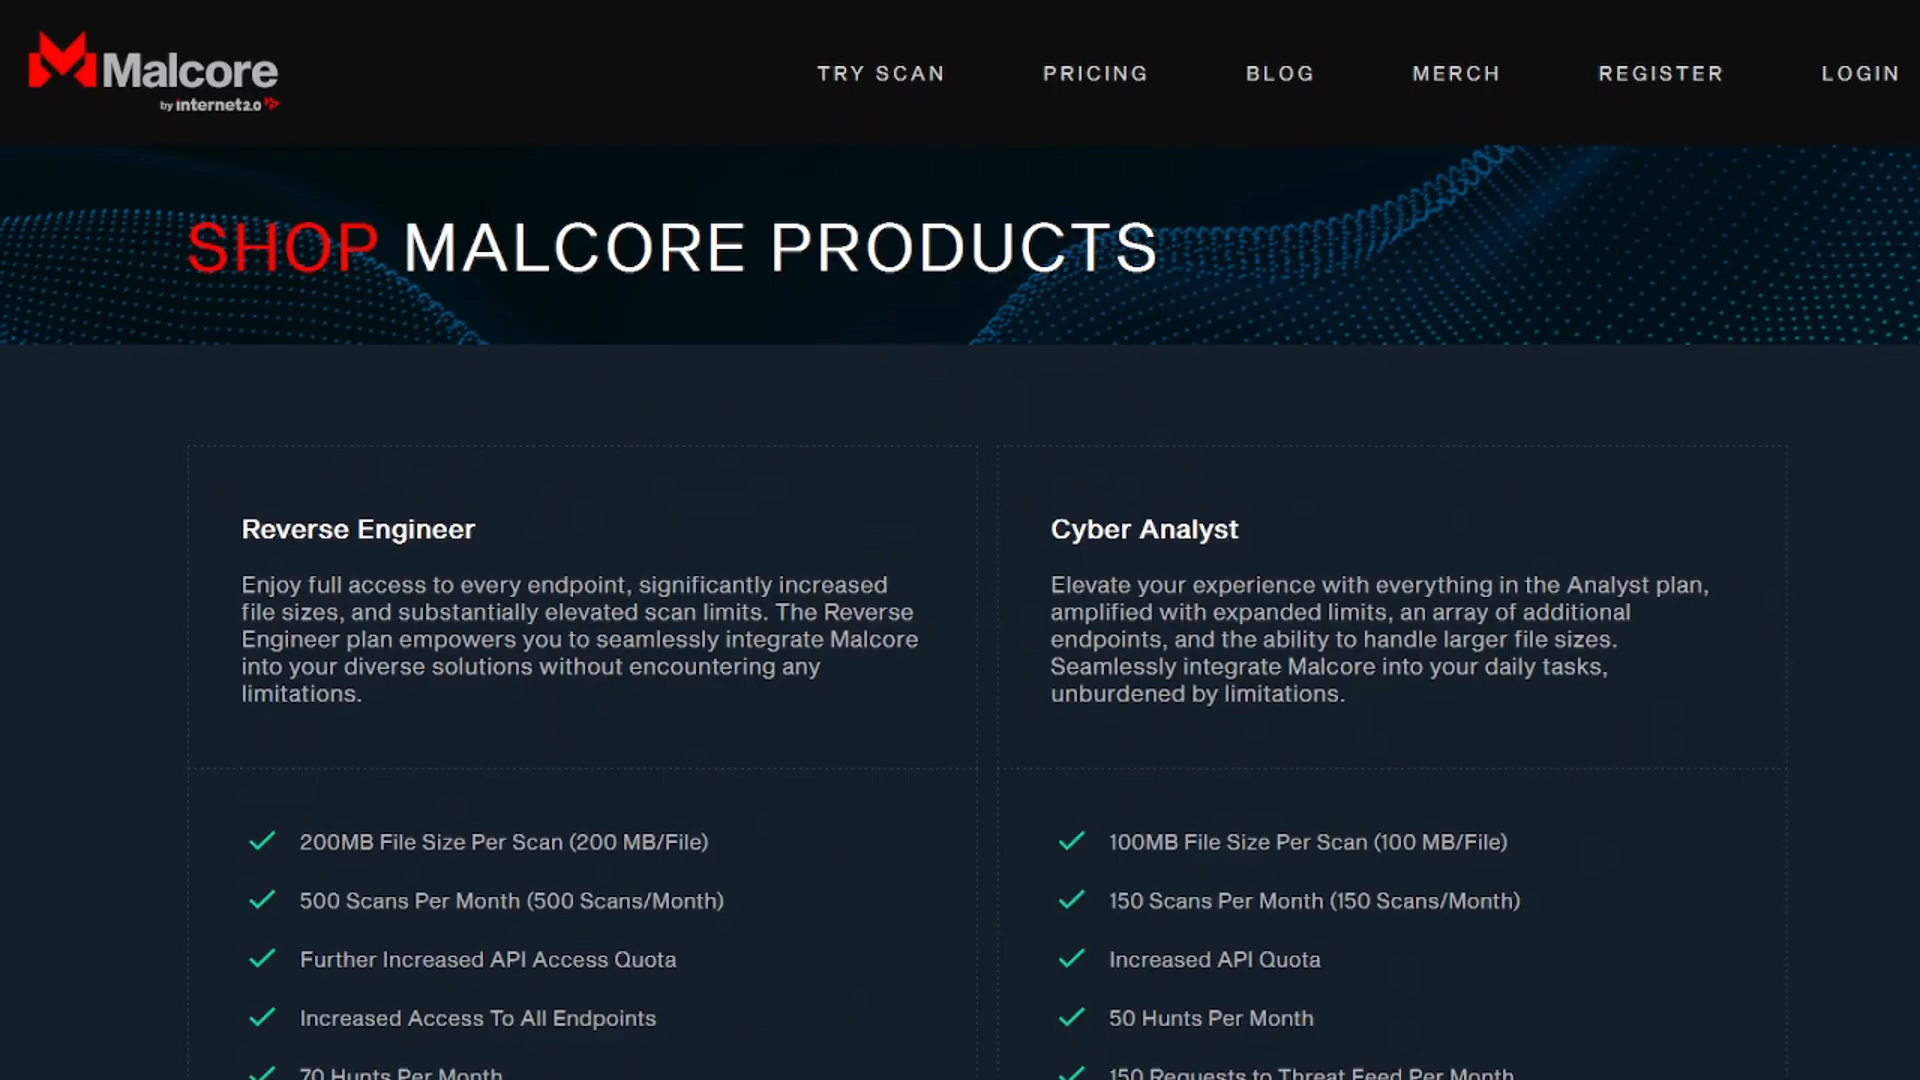 Malcore
by internet2.0
TRY SCAN
PRICING
BLOG
MERCH
REGISTER
LOGIN
SHOP MALCORE PRODUCTS
Reverse Engineer
Enjoy full access to every endpoint, significantly increased
file sizes, and substantially elevated scan limits. The Reverse
Engineer plan empowers you to seamlessly integrate Malcore
into your diverse solutions without encountering any
limitations.
200MB File Size Per Scan (200 MB/File)
500 Scans Per Month (500 Scans/Month)
Further Increased API Access Quota
Increased Access To All Endpoints
70 Hunts Per Month
Cyber Analyst
Elevate your experience with everything in the Analyst plan,
amplified with expanded limits, an array of additional
endpoints, and the ability to handle larger file sizes.
Seamlessly integrate Malcore into your daily tasks,
unburdened by limitations.
100MB File Size Per Scan (100 MB/File)
150 Scans Per Month (150 Scans/Month)
Increased API Quota
50 Hunts Per Month
150 Requests to Threat Feed Per Month